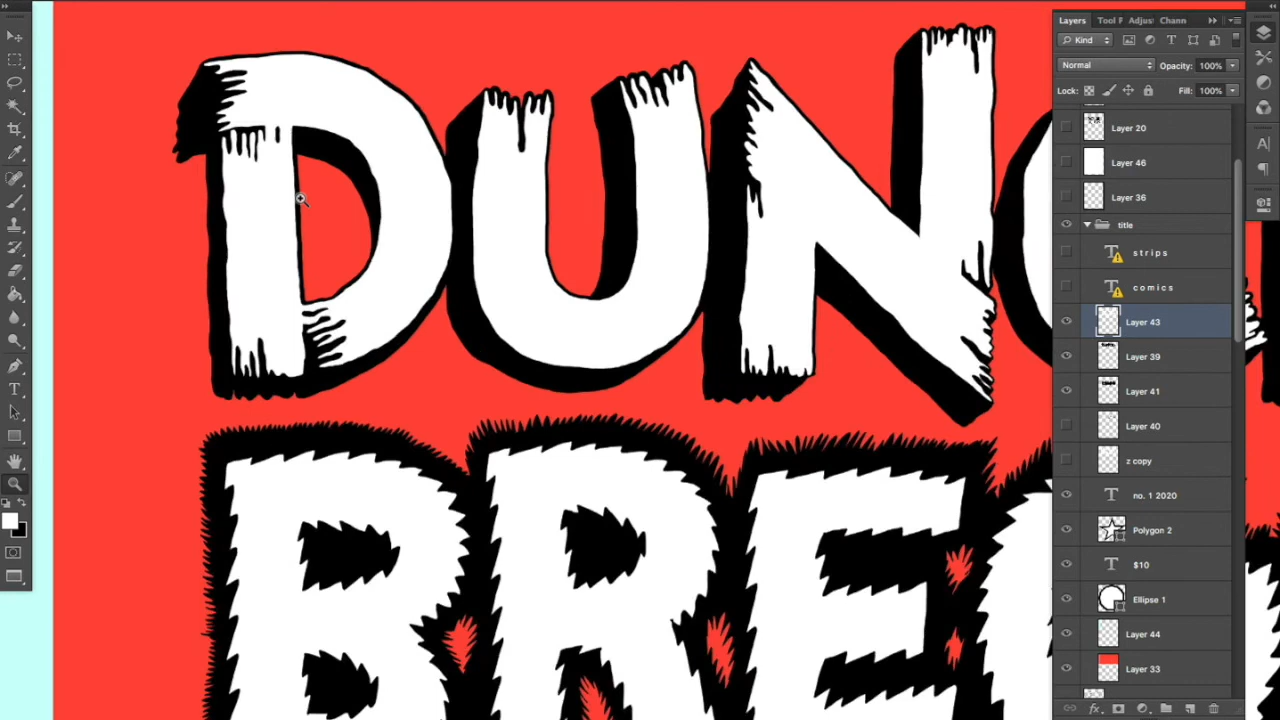 Layers Tool P Adjus Chann
Kind
Normal Opacity: 100%
Lock: Fill: 100%
Layer 20
Layer 46
Layer 36
title
strips
comics
Layer 43
Layer 39
Layer 41
Layer 40
z copy
no. 1 2020
Polygon 2
$10
Ellipse 1
Layer 44
Layer 33
DUN
BRE